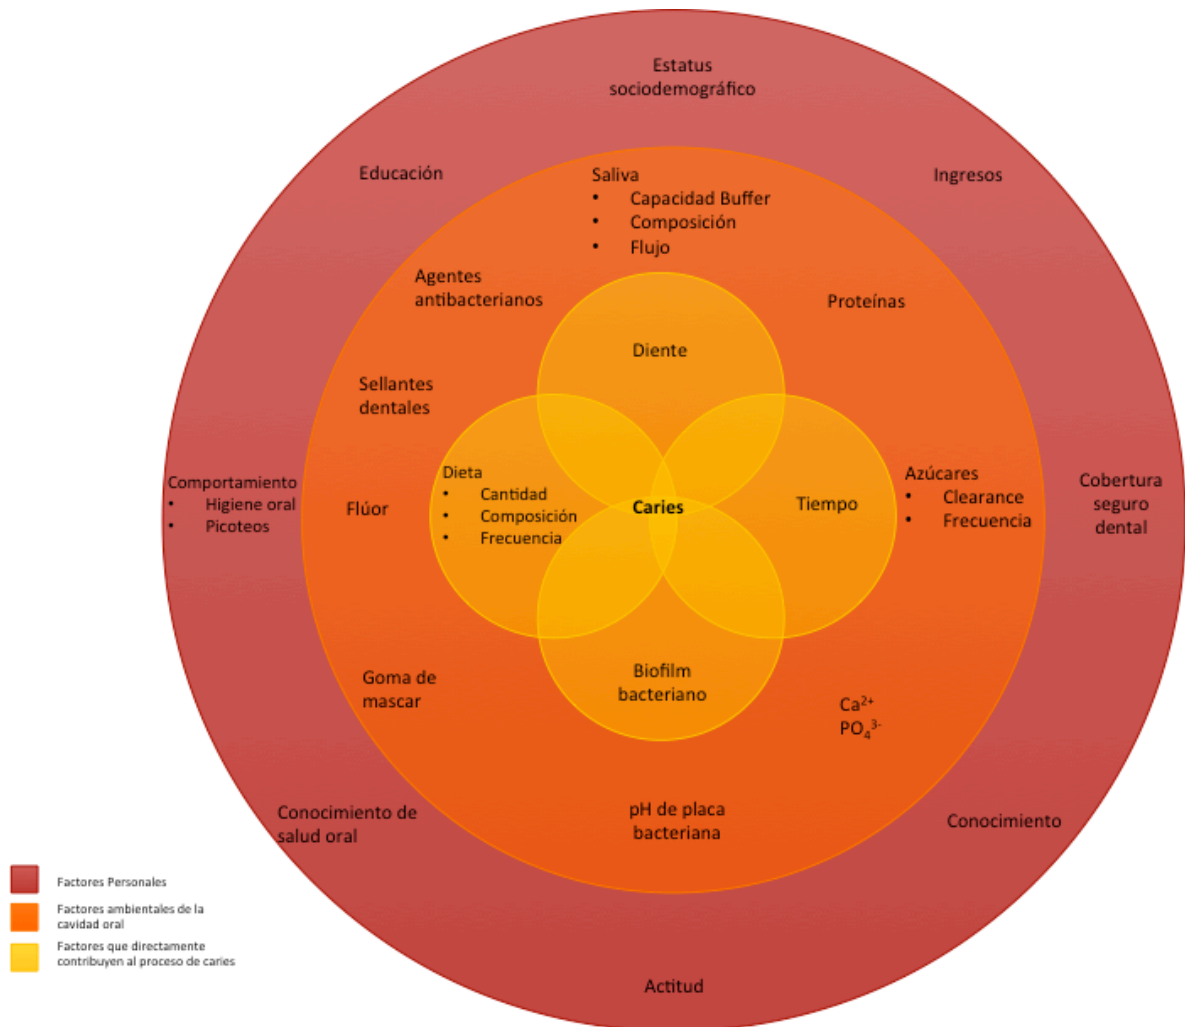 Estatus
sociodemográfico
Educación
Ingresos
Saliva
• Capacidad Buffer
• Composición
• Flujo
Agentes
antibacterianos
Proteínas
Diente
Sellantes
dentales
Comportamiento
• Higiene oral
• Picoteos
Flúor
Dieta
• Cantidad
• Composición
• Frecuencia
Caries
Tiempo
Azúcares
• Clearance
• Frecuencia
Cobertura
seguro
dental
Goma de
mascar
Biofilm
bacteriano
Ca²⁺
PO₄³⁻
Conocimiento de
salud oral
pH de placa
bacteriana
Conocimiento
Actitud
Factores Personales
Factores ambientales de la
cavidad oral
Factores que directamente
contribuyen al proceso de caries